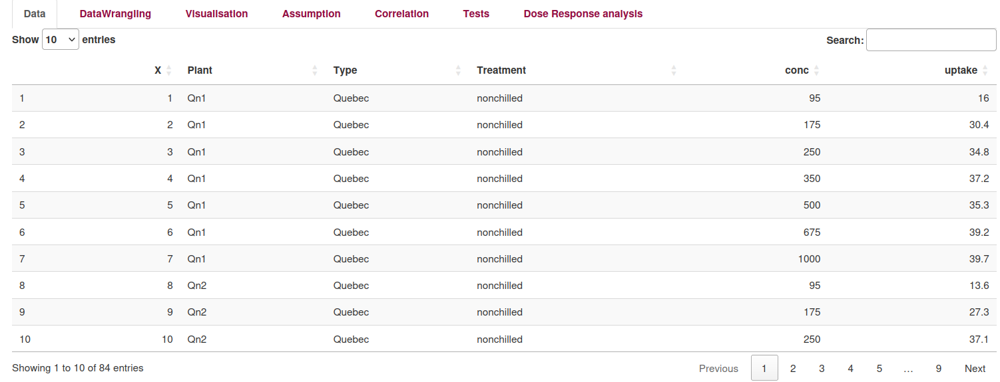 Data DataWrangling Visualisation Assumption Correlation Tests Dose Response analysis
Show 10 entries Search:
X Plant Type Treatment conc uptake
1 1 Qn1 Quebec nonchilled 95 16
2 2 Qn1 Quebec nonchilled 175 30.4
3 3 Qn1 Quebec nonchilled 250 34.8
4 4 Qn1 Quebec nonchilled 350 37.2
5 5 Qn1 Quebec nonchilled 500 35.3
6 6 Qn1 Quebec nonchilled 675 39.2
7 7 Qn1 Quebec nonchilled 1000 39.7
8 8 Qn2 Quebec nonchilled 95 13.6
9 9 Qn2 Quebec nonchilled 175 27.3
10 10 Qn2 Quebec nonchilled 250 37.1
Showing 1 to 10 of 84 entries Previous 1 2 3 4 5 … 9 Next